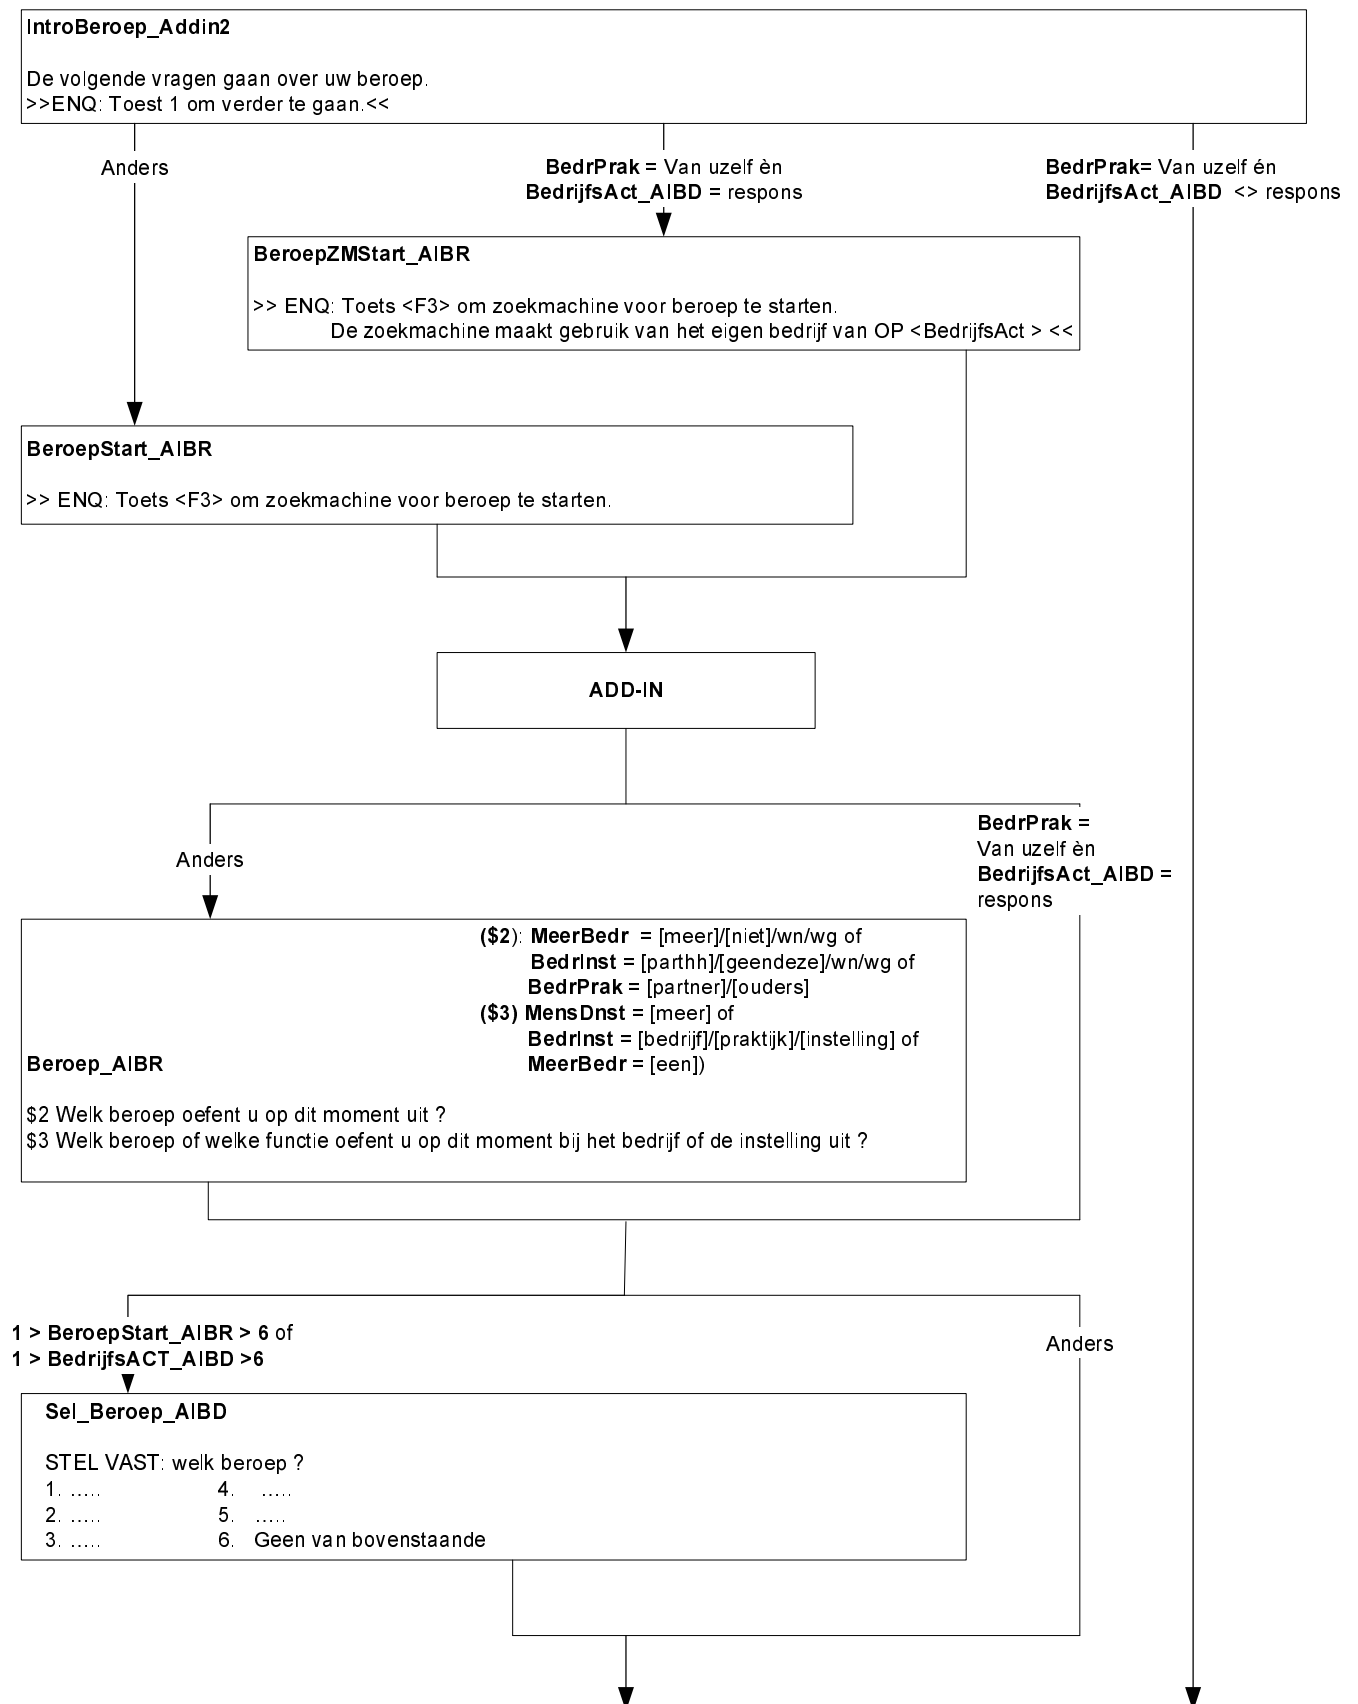 IntroBeroep_Addin2
De volgende vragen gaan over uw beroep.
>>ENQ: Toest 1 om verder te gaan.<<
Anders
BedrPrak = Van uzelf èn
BedrijfsAct_AIBD = respons
BedrPrak= Van uzelf én
BedrijfsAct_AIBD <> respons
BeroepZMStart_AIBR
>> ENQ: Toets <F3> om zoekmachine voor beroep te starten.
De zoekmachine maakt gebruik van het eigen bedrijf van OP <BedrijfsAct > <<
BeroepStart_AIBR
>> ENQ: Toets <F3> om zoekmachine voor beroep te starten.
ADD-IN
Anders
BedrPrak =
Van uzelf èn
BedrijfsAct_AIBD =
respons
($2): MeerBedr = [meer]/[niet]/wn/wg of
BedrInst = [parthh]/[geendeze]/wn/wg of
BedrPrak = [partner]/[ouders]
($3) MensDnst = [meer] of
BedrInst = [bedrijf]/[praktijk]/[instelling] of
Beroep_AIBR MeerBedr = [een])
$2 Welk beroep oefent u op dit moment uit ?
$3 Welk beroep of welke functie oefent u op dit moment bij het bedrijf of de instelling uit ?
1 > BeroepStart_AIBR > 6 of
1 > BedrijfsACT_AIBD >6
Anders
Sel_Beroep_AIBD
STEL VAST: welk beroep ?
1. ..... 4. .....
2. ..... 5. .....
3. ..... 6. Geen van bovenstaande